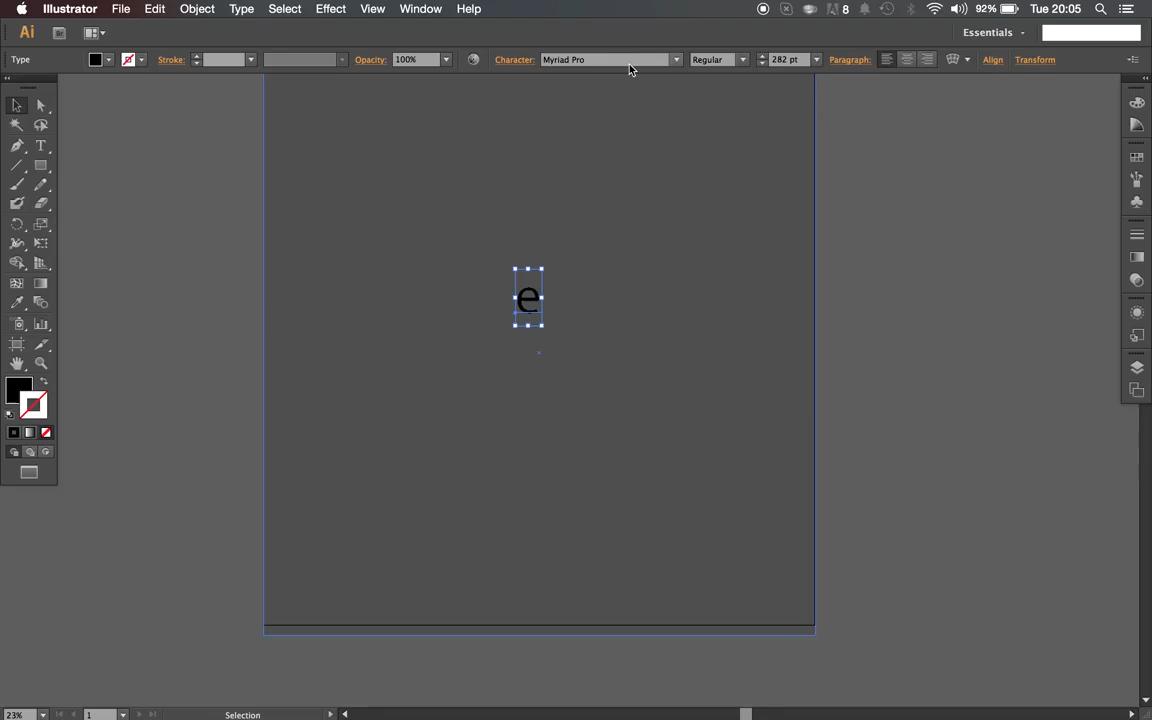 Illustrator File Edit Object Type Select Effect View Window Help 8 92% Tue 20:05
Ai Br Essentials
Type Stroke: Opacity: 100% Character: Myriad Pro Regular 282 pt Paragraph: Align Transform
T
e
23% 1 Selection